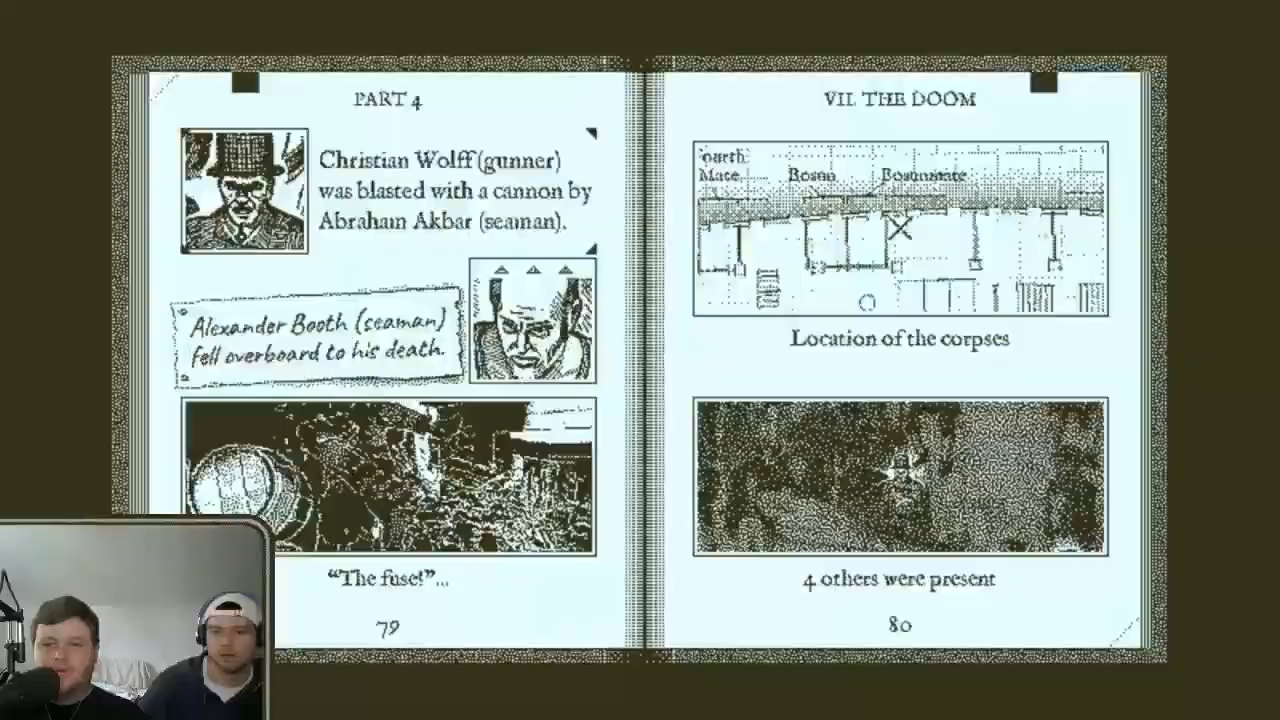 PART 4
Christian Wolff (gunner)
was blasted with a cannon by
Abraham Akbar (seaman).
Alexander Booth (seaman)
fell overboard to his death.
“The fuse!”...
79
VII. THE DOOM
Mate
Bosun
Bosunmate
Location of the corpses
4 others were present
80